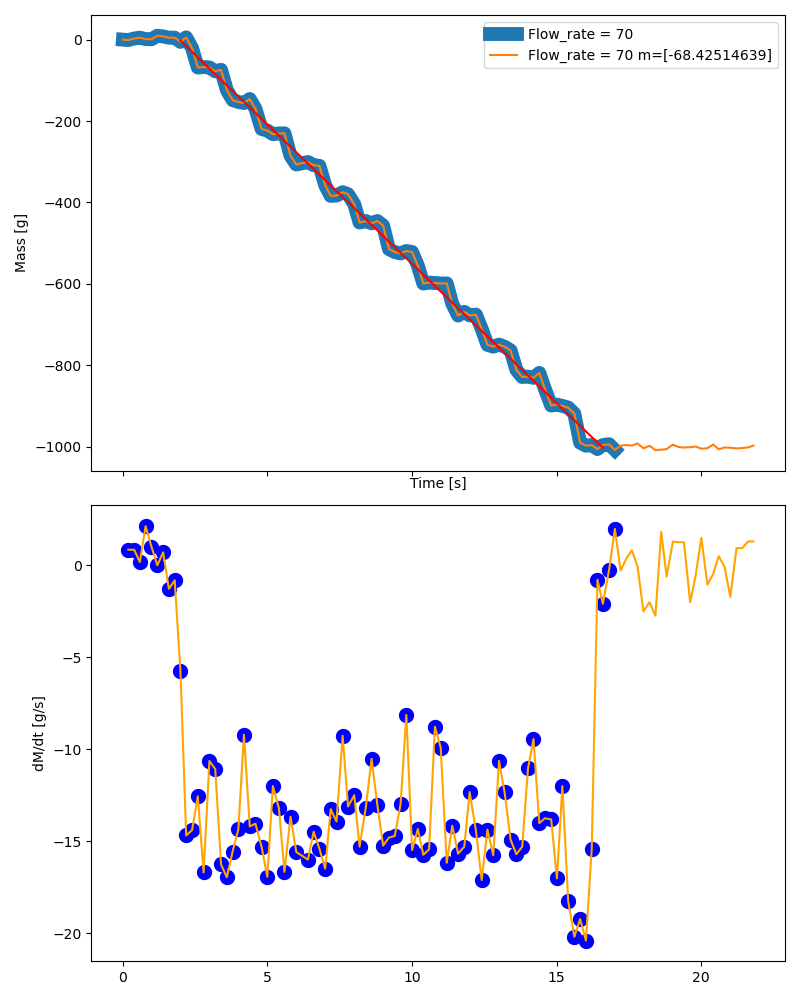 Flow_rate = 70
Flow_rate = 70 m=[-68.42514639]
0
−200
−400
−600
−800
−1000
Mass [g]
Time [s]
0
−5
−10
−15
−20
dM/dt [g/s]
0 5 10 15 20